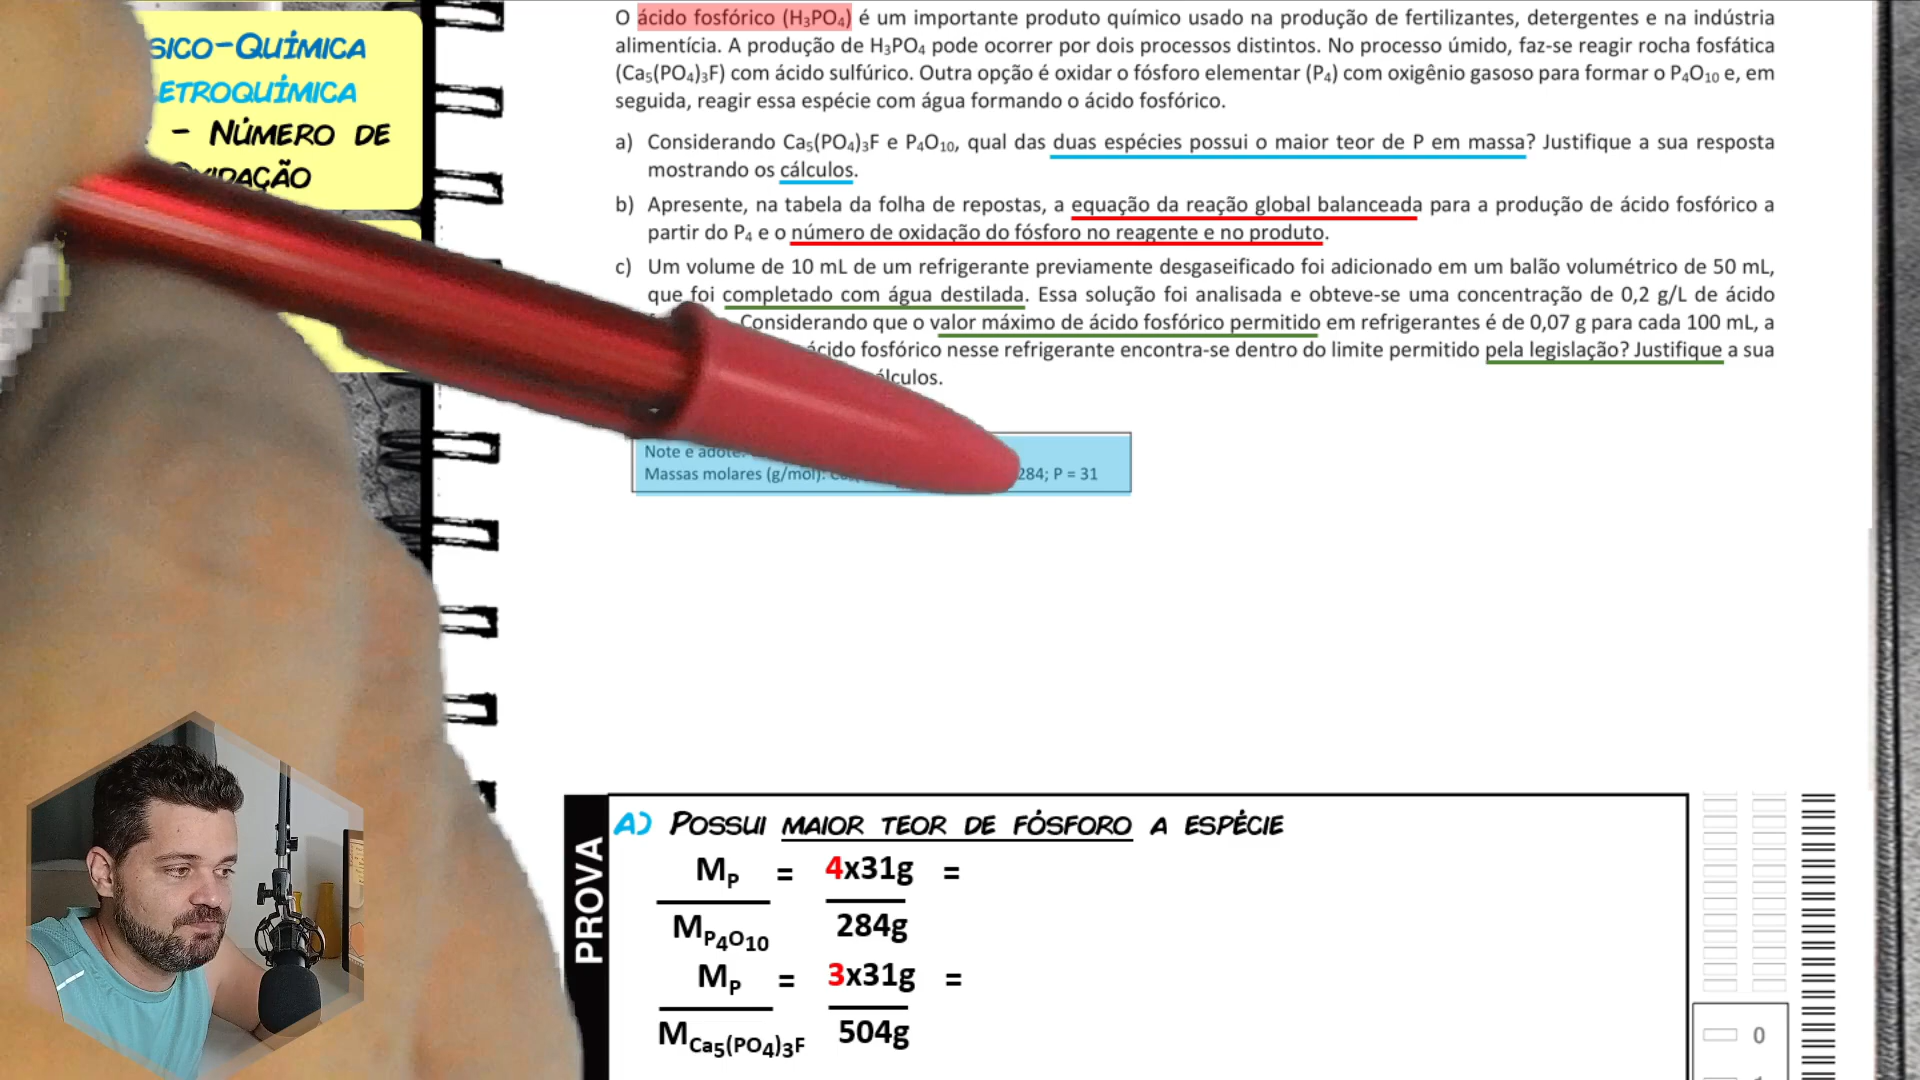 SICO-QUÍMICA
ETROQUÍMICA
- NÚMERO DE
OXIDAÇÃO
O ácido fosfórico (H₃PO₄) é um importante produto químico usado na produção de fertilizantes, detergentes e na indústria
alimentícia. A produção de H₃PO₄ pode ocorrer por dois processos distintos. No processo úmido, faz-se reagir rocha fosfática
(Ca₅(PO₄)₃F) com ácido sulfúrico. Outra opção é oxidar o fósforo elementar (P₄) com oxigênio gasoso para formar o P₄O₁₀ e, em
seguida, reagir essa espécie com água formando o ácido fosfórico.
a) Considerando Ca₅(PO₄)₃F e P₄O₁₀, qual das duas espécies possui o maior teor de P em massa? Justifique a sua resposta
mostrando os cálculos.
b) Apresente, na tabela da folha de repostas, a equação da reação global balanceada para a produção de ácido fosfórico a
partir do P₄ e o número de oxidação do fósforo no reagente e no produto.
c) Um volume de 10 mL de um refrigerante previamente desgaseificado foi adicionado em um balão volumétrico de 50 mL,
que foi completado com água destilada. Essa solução foi analisada e obteve-se uma concentração de 0,2 g/L de ácido
Considerando que o valor máximo de ácido fosfórico permitido em refrigerantes é de 0,07 g para cada 100 mL, a
ácido fosfórico nesse refrigerante encontra-se dentro do limite permitido pela legislação? Justifique a sua
álculos.
Note e adote:
Massas molares (g/mol): 284; P = 31
PROVA
A) POSSUI MAIOR TEOR DE FÓSFORO A ESPÉCIE
M_P = 4x31g =
M_P₄O₁₀ 284g
M_P = 3x31g =
M_Ca₅(PO₄)₃F 504g
0